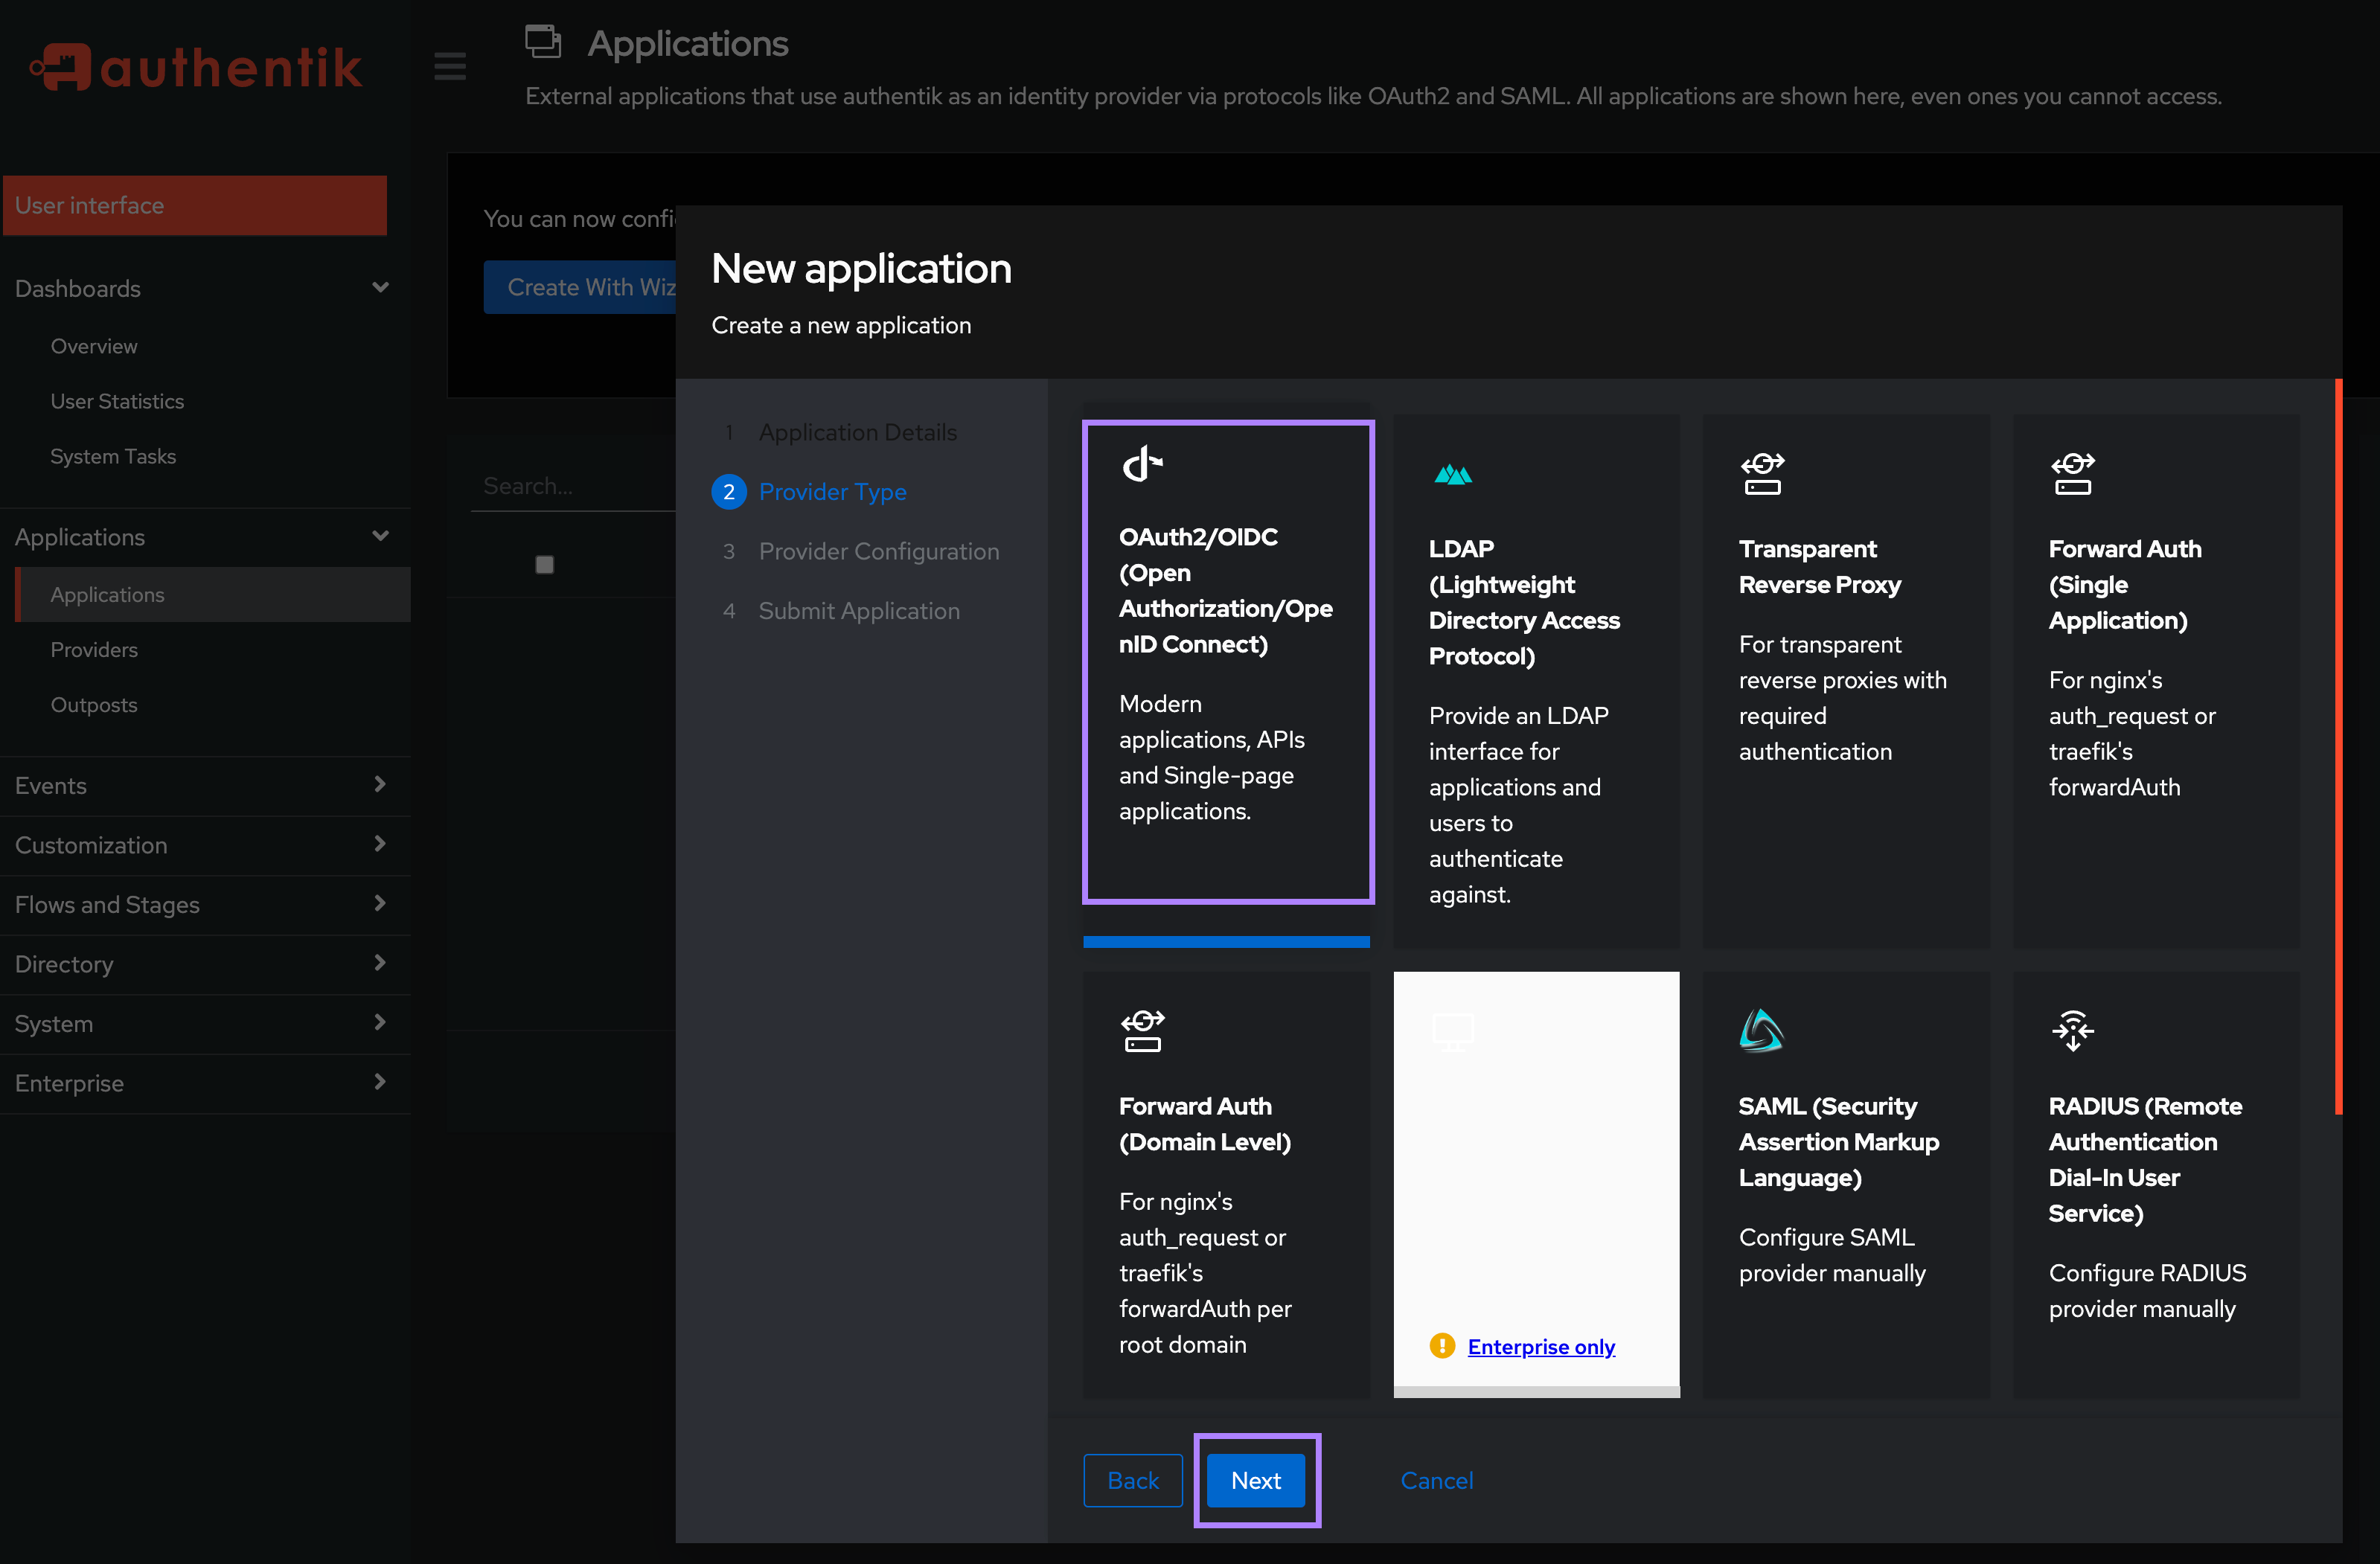 authentik
Applications
External applications that use authentik as an identity provider via protocols like OAuth2 and SAML. All applications are shown here, even ones you cannot access.
User interface
Dashboards
Overview
User Statistics
System Tasks
Applications
Applications
Providers
Outposts
Events
Customization
Flows and Stages
Directory
System
Enterprise
You can now confi
Create With Wiz
Search...
New application
Create a new application
1 Application Details
2 Provider Type
3 Provider Configuration
4 Submit Application
OAuth2/OIDC
(Open
Authorization/Ope
nID Connect)
Modern
applications, APIs
and Single-page
applications.
LDAP
(Lightweight
Directory Access
Protocol)
Provide an LDAP
interface for
applications and
users to
authenticate
against.
Transparent
Reverse Proxy
For transparent
reverse proxies with
required
authentication
Forward Auth
(Single
Application)
For nginx's
auth_request or
traefik's
forwardAuth
Forward Auth
(Domain Level)
For nginx's
auth_request or
traefik's
forwardAuth per
root domain
Enterprise only
SAML (Security
Assertion Markup
Language)
Configure SAML
provider manually
RADIUS (Remote
Authentication
Dial-In User
Service)
Configure RADIUS
provider manually
Back
Next
Cancel